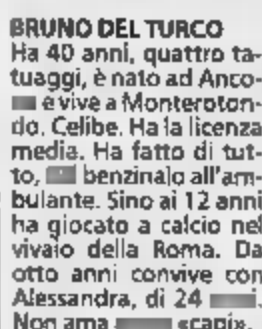 BRUNO DEL TURCO
Ha 40 anni, quattro ta-
tuaggi, è nato ad Anco-
e vive a Monteroton-
do. Celibe. Ha la licenza
media. Ha fatto di tut-
to, benzinaio all'am-
bulante. Sino ai 12 anni
ha giocato a calcio nel
vivaio della Roma. Da
otto anni convive con
Alessandra, di 24
Non ama «capi».